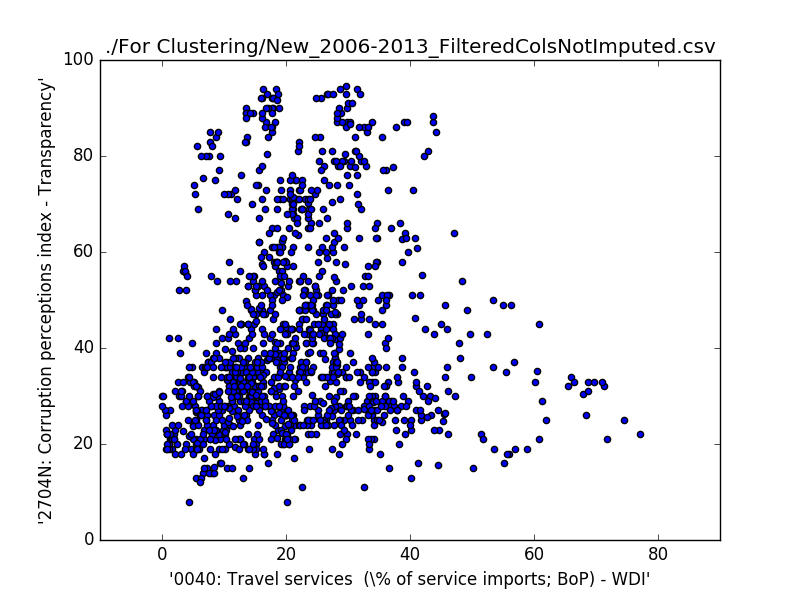 ./For Clustering/New_2006-2013_FilteredColsNotImputed.csv
'2704N: Corruption perceptions index - Transparency'
100
80
60
40
20
0
0 20 40 60 80
'0040: Travel services  (\% of service imports; BoP) - WDI'